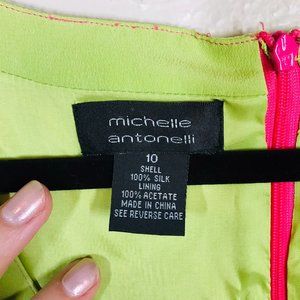 michelle
antonelli
10
SHELL
100% SILK
LINING
100% ACETATE
MADE IN CHINA
SEE REVERSE CARE